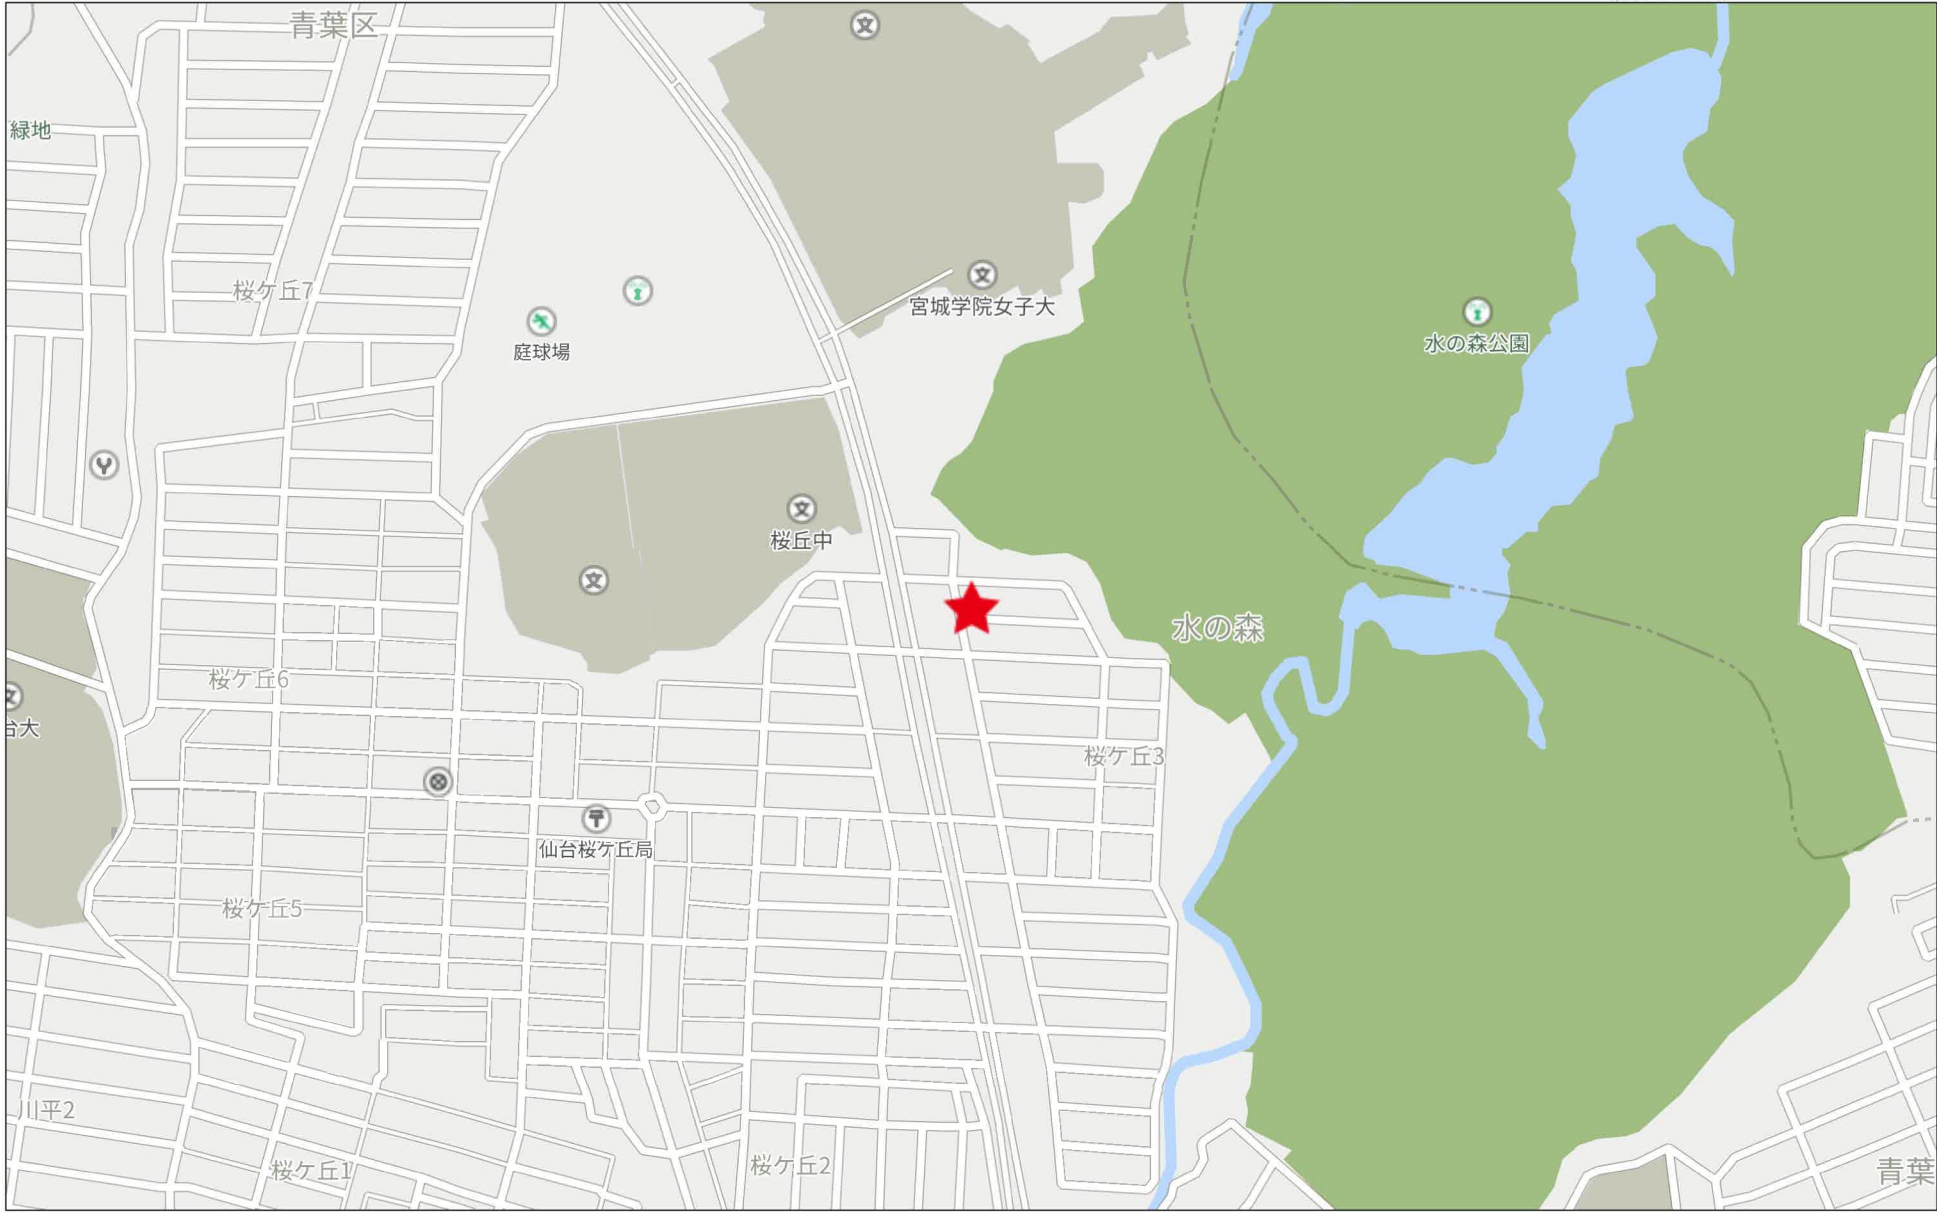 青葉区
緑地
桜ケ丘7
庭球場
宮城学院女子大
水の森公園
桜丘中
水の森
桜ケ丘6
台大
桜ケ丘3
仙台桜ケ丘局
桜ケ丘5
川平2
桜ケ丘1
桜ケ丘2
青葉